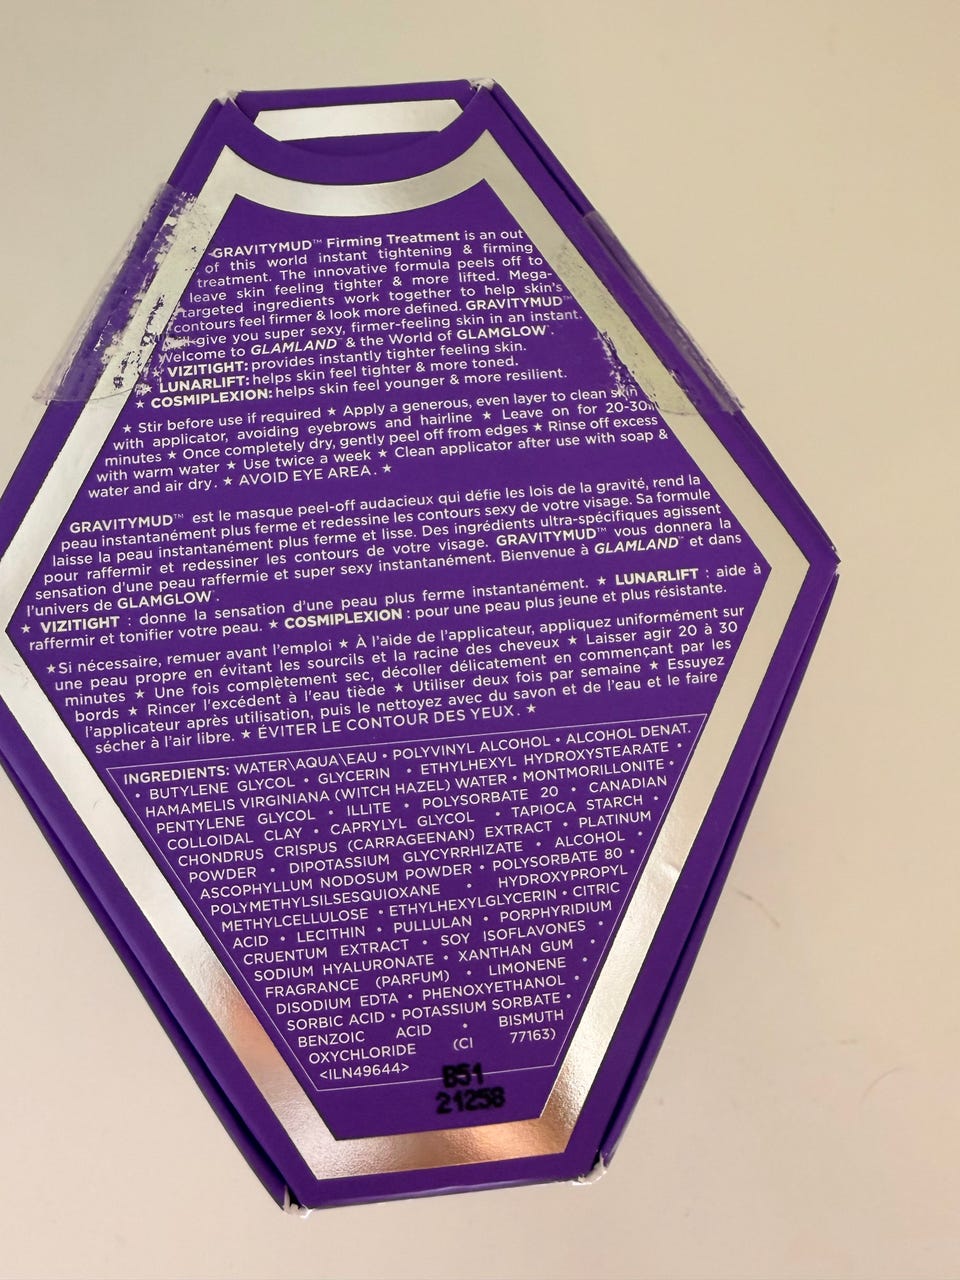 GRAVITYMUD™ Firming Treatment is an out
of this world instant tightening & firming
treatment. The innovative formula peels off to
leave skin feeling tighter & more lifted. Mega-
targeted ingredients work together to help skin's
contours feel firmer & look more defined. GRAVITYMUD™
give you super sexy, firmer-feeling skin in an instant.
Welcome to GLAMLAND™ & the World of GLAMGLOW®.
★ VIZITIGHT: provides instantly tighter feeling skin.
★ LUNARLIFT: helps skin feel tighter & more toned.
★ COSMIPLEXION: helps skin feel younger & more resilient.
★ Stir before use if required ★ Apply a generous, even layer to clean skin
with applicator, avoiding eyebrows and hairline ★ Leave on for 20-30
minutes ★ Once completely dry, gently peel off from edges ★ Rinse off excess
with warm water ★ Use twice a week ★ Clean applicator after use with soap &
water and air dry. ★ AVOID EYE AREA. ★
GRAVITYMUD™ est le masque peel-off audacieux qui défie les lois de la gravité, rend la
peau instantanément plus ferme et redessine les contours sexy de votre visage. Sa formule
laisse la peau instantanément plus ferme et lisse. Des ingrédients ultra-spécifiques agissent
pour raffermir et redessiner les contours de votre visage. GRAVITYMUD™ vous donnera la
sensation d'une peau raffermie et super sexy instantanément. Bienvenue à GLAMLAND™ et dans
l'univers de GLAMGLOW®.
★ VIZITIGHT : donne la sensation d'une peau plus ferme instantanément. ★ LUNARLIFT : aide à
raffermir et tonifier votre peau. ★ COSMIPLEXION : pour une peau plus jeune et plus résistante.
★Si nécessaire, remuer avant l'emploi ★ À l'aide de l'applicateur, appliquez uniformément sur
une peau propre en évitant les sourcils et la racine des cheveux ★ Laisser agir 20 à 30
minutes ★ Une fois complètement sec, décoller délicatement en commençant par les
bords ★ Rincer l'excédent à l'eau tiède ★ Utiliser deux fois par semaine ★ Essuyez
l'applicateur après utilisation, puis le nettoyez avec du savon et de l'eau et le faire
sécher à l'air libre. ★ ÉVITER LE CONTOUR DES YEUX. ★
INGREDIENTS: WATER\AQUA\EAU • POLYVINYL ALCOHOL • ALCOHOL DENAT.
• BUTYLENE GLYCOL • GLYCERIN • ETHYLHEXYL HYDROXYSTEARATE •
HAMAMELIS VIRGINIANA (WITCH HAZEL) WATER • MONTMORILLONITE •
PENTYLENE GLYCOL • ILLITE • POLYSORBATE 20 • CANADIAN
COLLOIDAL CLAY • CAPRYLYL GLYCOL • TAPIOCA STARCH •
CHONDRUS CRISPUS (CARRAGEENAN) EXTRACT • PLATINUM
POWDER • DIPOTASSIUM GLYCYRRHIZATE • ALCOHOL •
ASCOPHYLLUM NODOSUM POWDER • POLYSORBATE 80 •
POLYMETHYLSILSESQUIOXANE • HYDROXYPROPYL
METHYLCELLULOSE • ETHYLHEXYLGLYCERIN • CITRIC
ACID • LECITHIN • PULLULAN • PORPHYRIDIUM
CRUENTUM EXTRACT • SOY ISOFLAVONES •
SODIUM HYALURONATE • XANTHAN GUM •
FRAGRANCE (PARFUM) • LIMONENE •
DISODIUM EDTA • PHENOXYETHANOL •
SORBIC ACID • POTASSIUM SORBATE •
BENZOIC ACID • BISMUTH
OXYCHLORIDE (CI 77163)
<ILN49644>
B51
21258